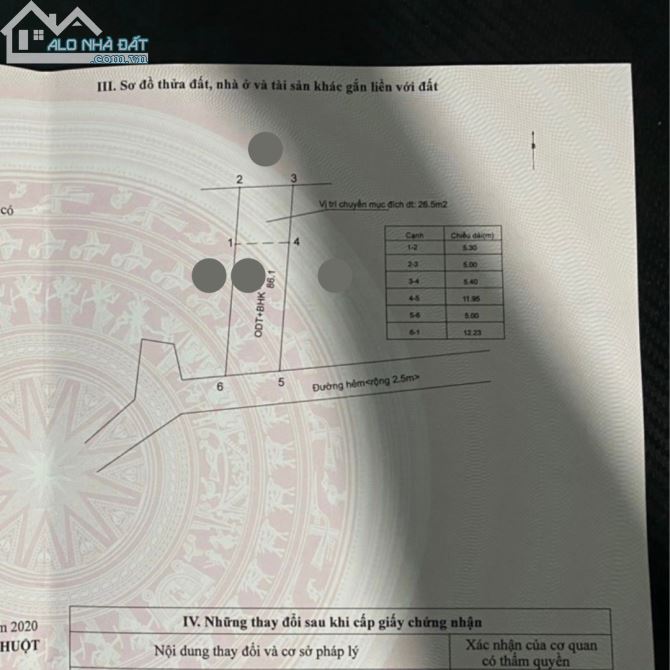 ALO NHÀ ĐẤT
.com.vn
III. Sơ đồ thửa đất, nhà ở và tài sản khác gắn liền với đất
có
2
3
Vị trí chuyển mục đích dt: 26.5m2
1
4
ODT+BHK 86.1
Cạnh Chiều dài(m)
1-2 5.30
2-3 5.00
3-4 5.40
4-5 11.95
5-6 5.00
6-1 12.23
6
5
Đường hẻm<rộng 2.5m>
n 2020
HUỘT
IV. Những thay đổi sau khi cấp giấy chứng nhận
Nội dung thay đổi và cơ sở pháp lý
Xác nhận của cơ quan
có thẩm quyền